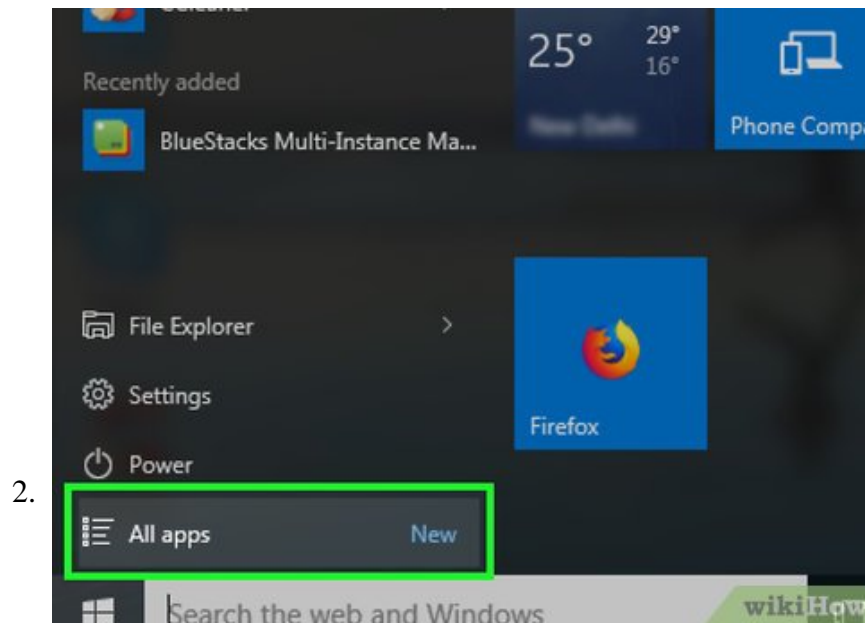 25°
29°
16°
Recently added
Phone Compa
BlueStacks Multi-Instance Ma...
File Explorer
Settings
Firefox
Power
2.
All apps New
Search the web and Windows
wikiHow